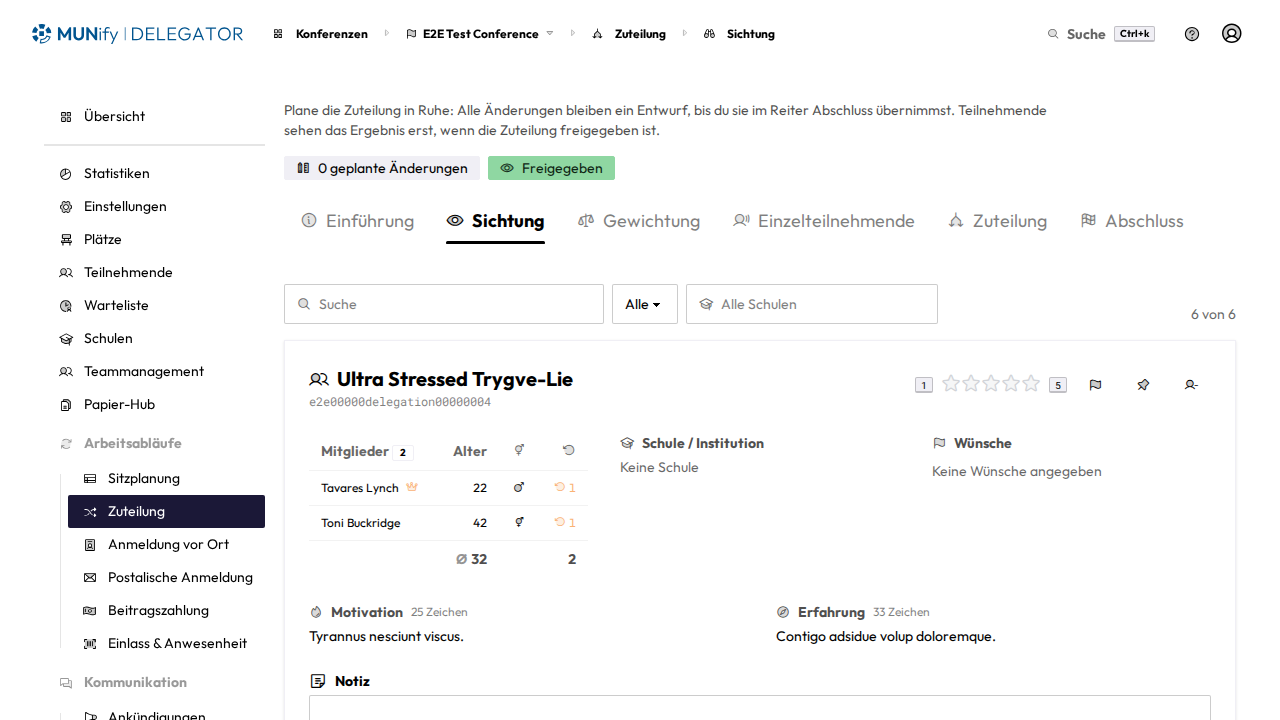 MUNify | DELEGATOR
Konferenzen
E2E Test Conference
Zuteilung
Sichtung
Suche
Ctrl+k
Übersicht
Statistiken
Einstellungen
Plätze
Teilnehmende
Warteliste
Schulen
Teammanagement
Papier-Hub
Arbeitsabläufe
Sitzplanung
Zuteilung
Anmeldung vor Ort
Postalische Anmeldung
Beitragszahlung
Einlass & Anwesenheit
Kommunikation
Ankündigungen
Plane die Zuteilung in Ruhe: Alle Änderungen bleiben ein Entwurf, bis du sie im Reiter Abschluss übernimmst. Teilnehmende
sehen das Ergebnis erst, wenn die Zuteilung freigegeben ist.
0 geplante Änderungen
Freigegeben
Einführung
Sichtung
Gewichtung
Einzelteilnehmende
Zuteilung
Abschluss
Suche
Alle
Alle Schulen
6 von 6
Ultra Stressed Trygve-Lie
e2e00000delegation00000004
1
5
Mitglieder 2 Alter
Tavares Lynch 22 1
Toni Buckridge 42 1
Ø 32 2
Schule / Institution
Keine Schule
Wünsche
Keine Wünsche angegeben
Motivation 25 Zeichen
Tyrannus nesciunt viscus.
Erfahrung 33 Zeichen
Contigo adsidue volup doloremque.
Notiz